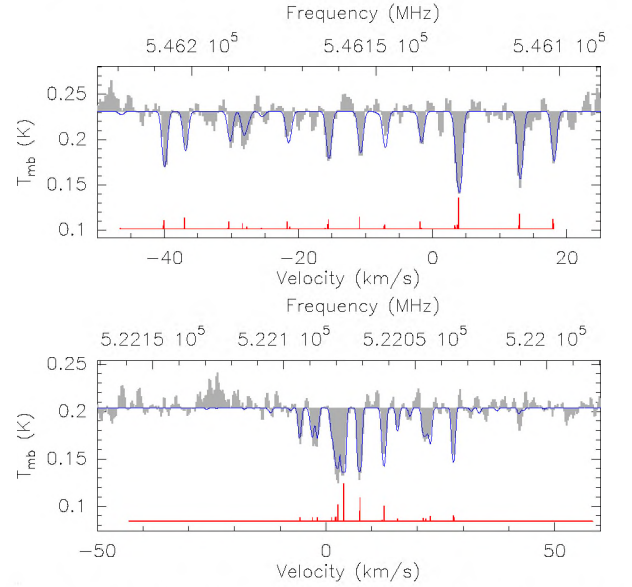 Frequency (MHz)
5.462 10⁵ 5.4615 10⁵ 5.461 10⁵
0.25
0.2
0.15
0.1
T_mb (K)
−40 −20 0 20
Velocity (km/s)
Frequency (MHz)
5.2215 10⁵ 5.221 10⁵ 5.2205 10⁵ 5.22 10⁵
0.25
0.2
0.15
0.1
T_mb (K)
−50 0 50
Velocity (km/s)